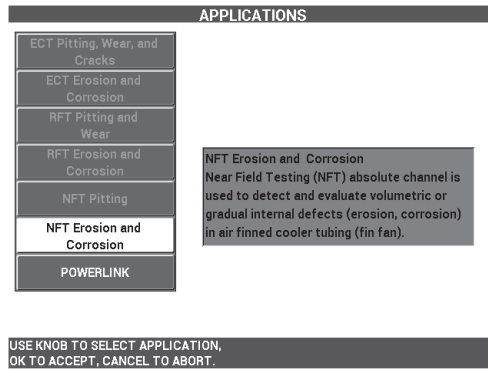 APPLICATIONS
ECT Pitting, Wear, and
Cracks
ECT Erosion and
Corrosion
RFT Pitting and
Wear
RFT Erosion and
Corrosion
NFT Pitting
NFT Erosion and
Corrosion
POWERLINK
NFT Erosion and Corrosion
Near Field Testing (NFT) absolute channel is
used to detect and evaluate volumetric or
gradual internal defects (erosion, corrosion)
in air finned cooler tubing (fin fan).
USE KNOB TO SELECT APPLICATION,
OK TO ACCEPT, CANCEL TO ABORT.